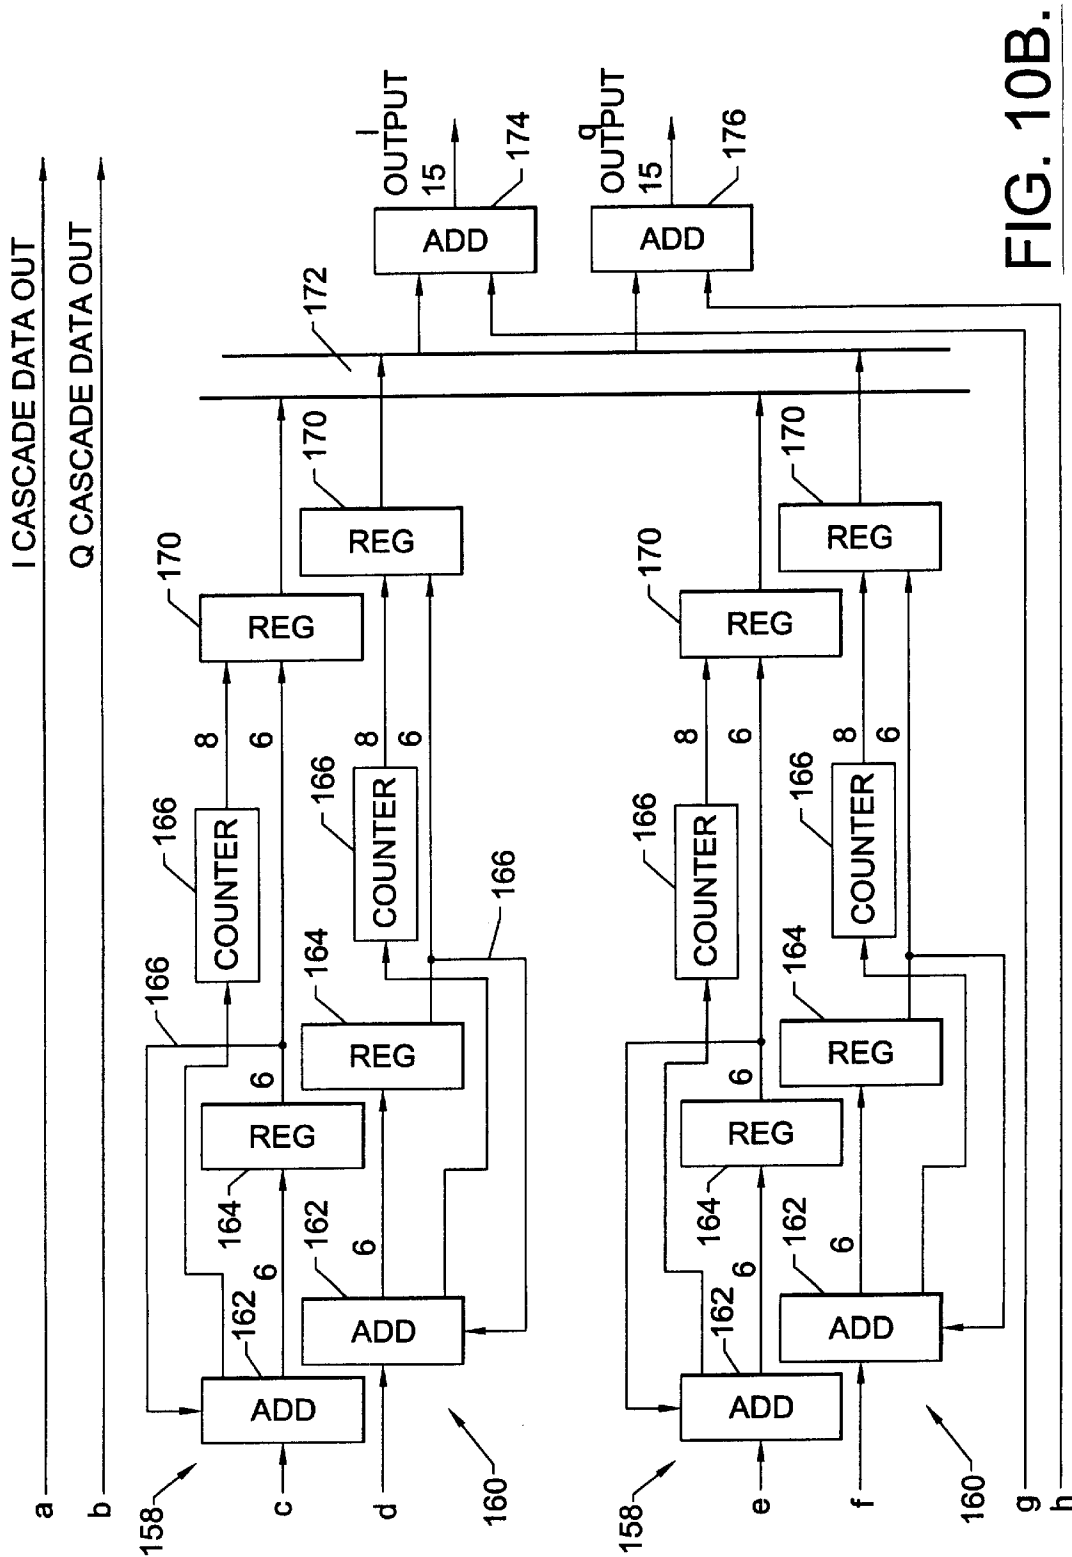 I CASCADE DATA OUT
a
Q CASCADE DATA OUT
b
158
c
ADD
162
6
164
REG
6
166
COUNTER
166
8
6
REG
170
d
160
ADD
162
6
REG
164
166
COUNTER
166
8
6
REG
170
172
ADD
174
15
I
OUTPUT
ADD
176
15
q
OUTPUT
158
e
ADD
162
6
164
REG
6
COUNTER
166
8
6
REG
170
f
160
ADD
162
6
REG
164
COUNTER
166
8
6
REG
170
g
h
FIG. 10B.